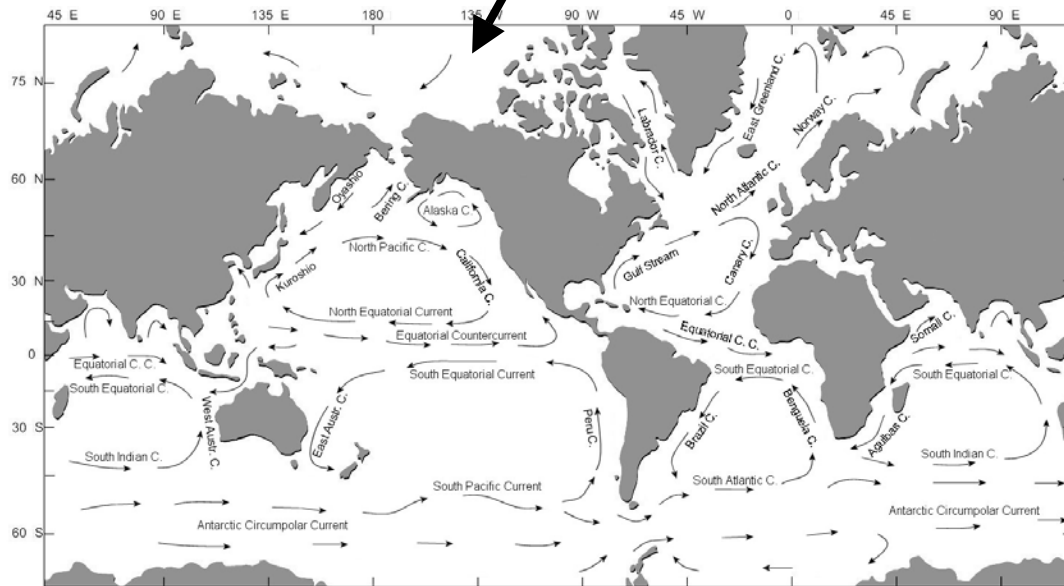 45 E 90 E 135 E 180 135 W 90 W 45 W 0 45 E 90 E
75 N
60 N
30 N
0
30 S
60 S
Oyashio
Bering C.
Alaska C.
North Pacific C.
Kuroshio
California C.
North Equatorial Current
Equatorial Countercurrent
South Equatorial Current
Labrador C.
East Greenland C.
Norway C.
North Atlantic C.
Gulf Stream
Canary C.
North Equatorial C.
Equatorial C. C.
South Equatorial C.
Somali C.
South Equatorial C.
Equatorial C. C.
South Equatorial C.
West Austr. C.
East Austr. C.
Peru C.
Brazil C.
Benguela C.
Agulhas C.
South Indian C.
South Pacific Current
South Atlantic C.
South Indian C.
Antarctic Circumpolar Current
Antarctic Circumpolar Current